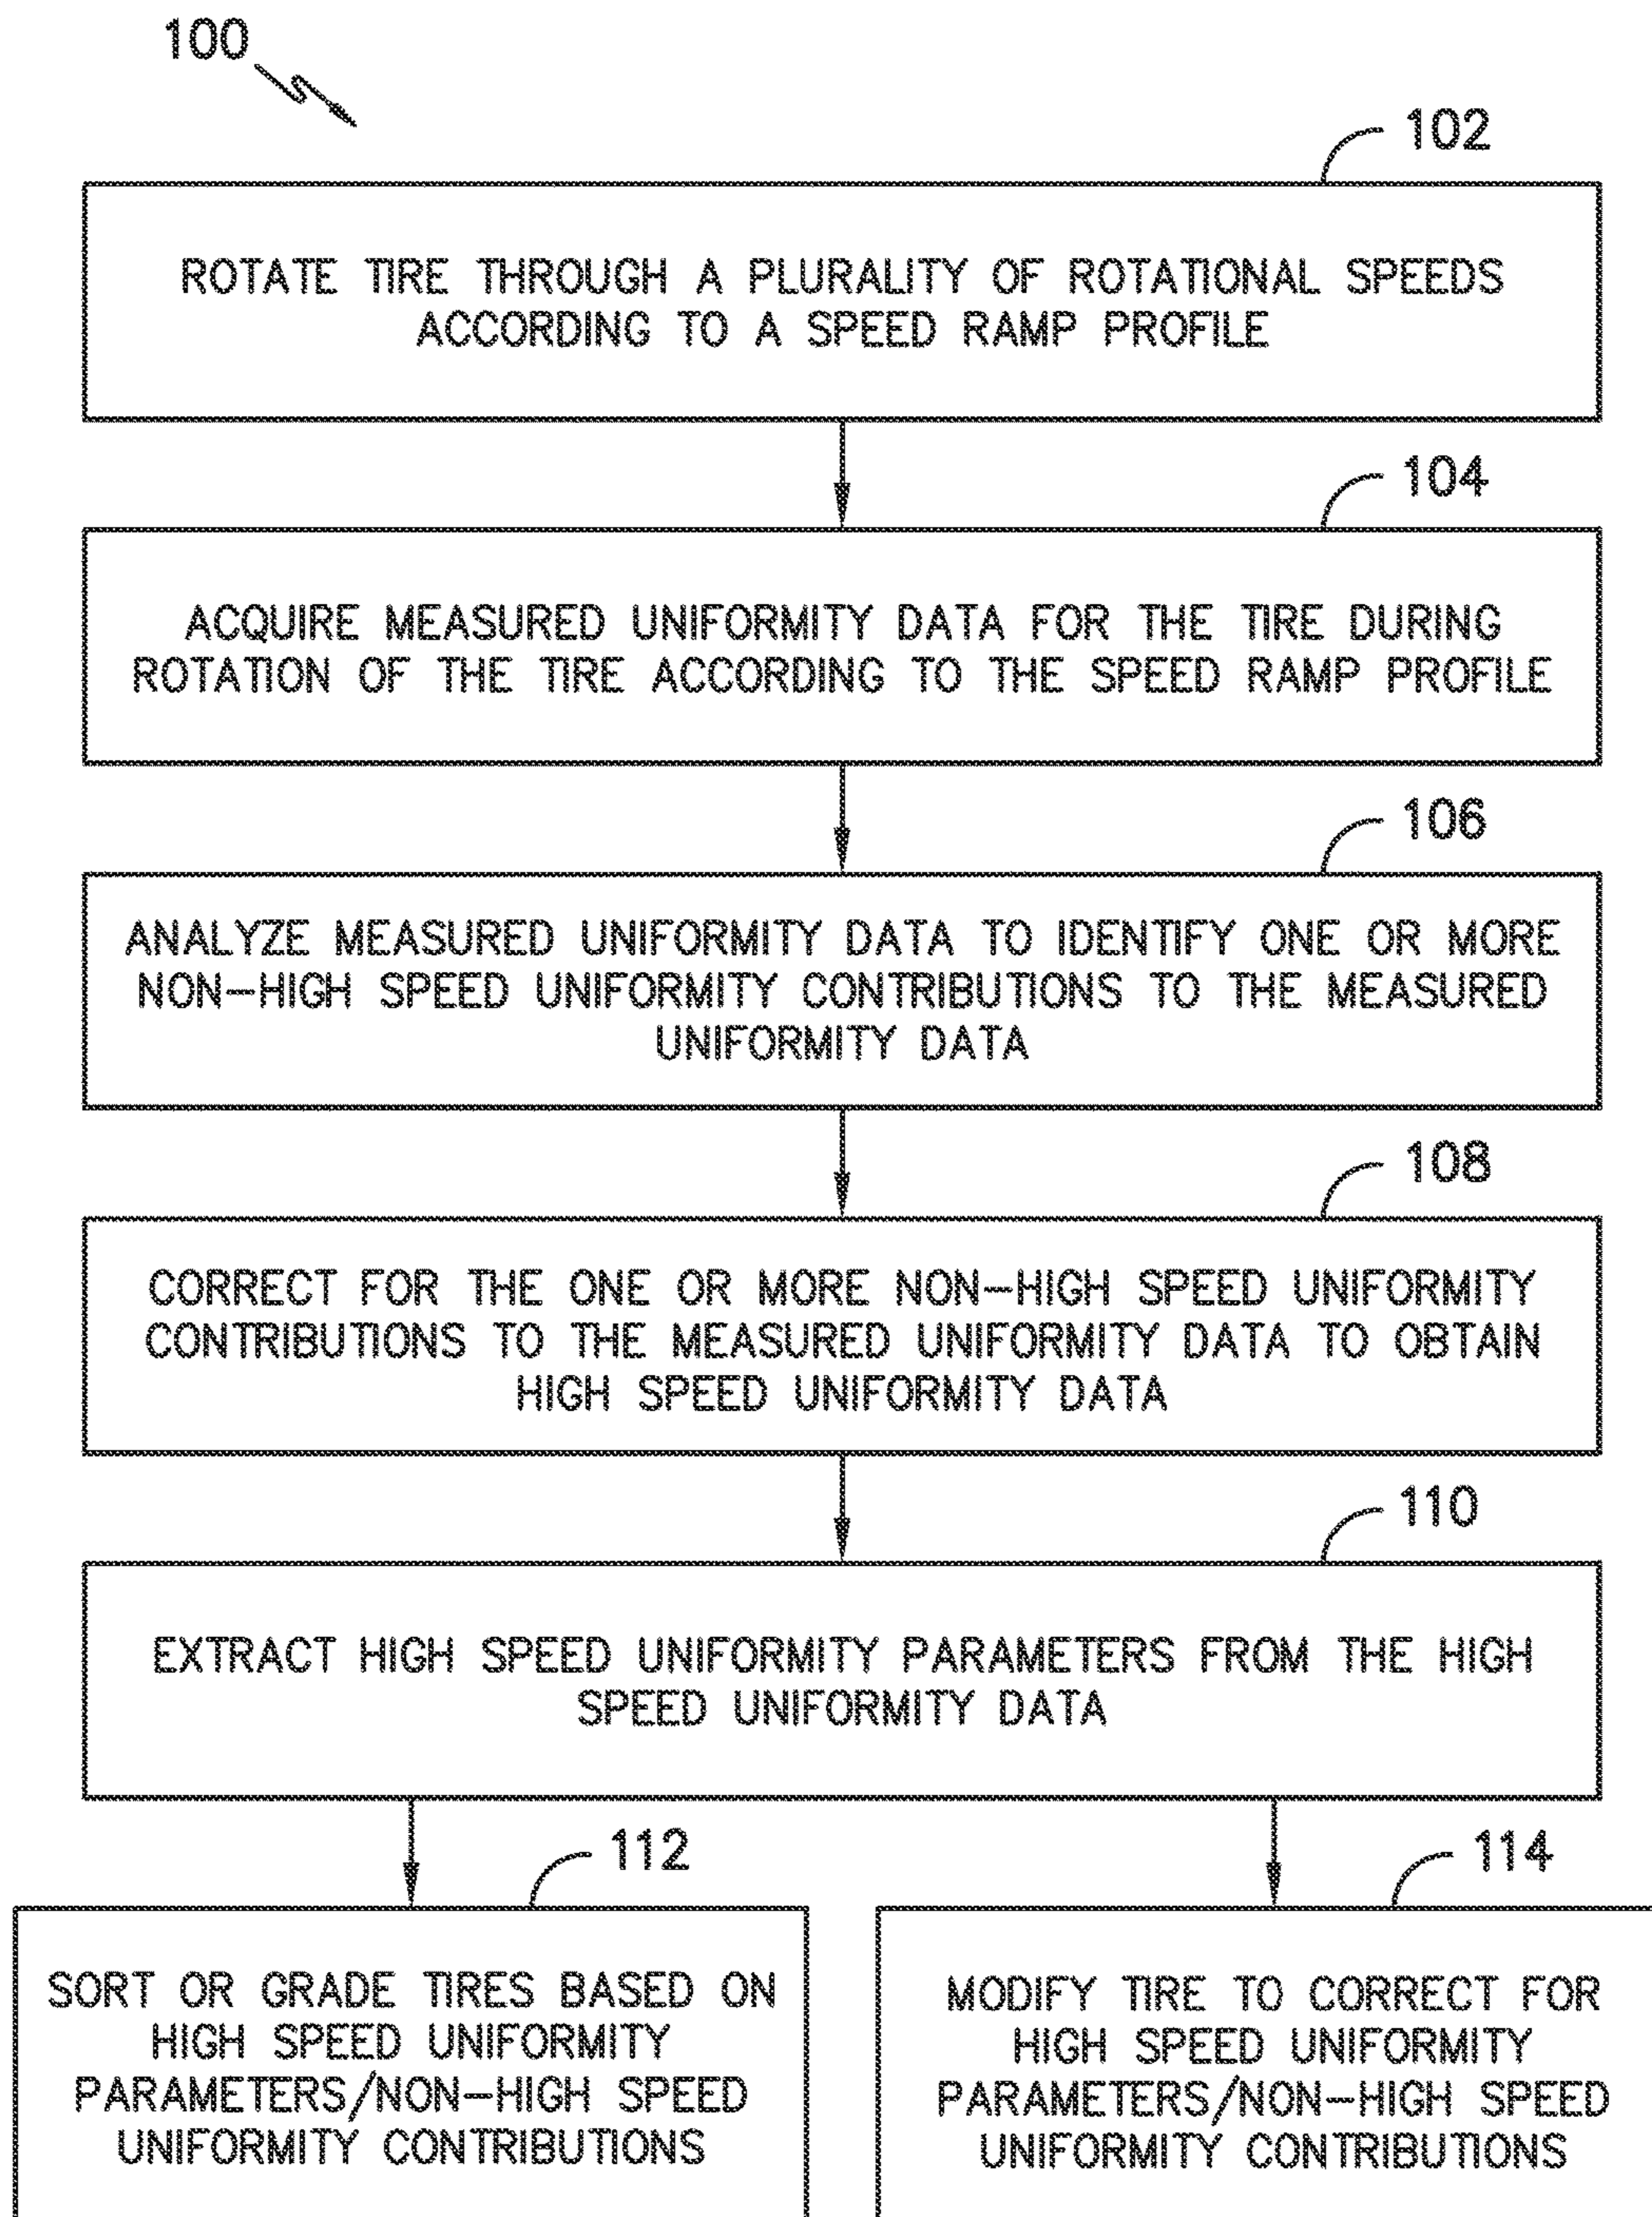 100
102
ROTATE TIRE THROUGH A PLURALITY OF ROTATIONAL SPEEDS
ACCORDING TO A SPEED RAMP PROFILE
104
ACQUIRE MEASURED UNIFORMITY DATA FOR THE TIRE DURING
ROTATION OF THE TIRE ACCORDING TO THE SPEED RAMP PROFILE
106
ANALYZE MEASURED UNIFORMITY DATA TO IDENTIFY ONE OR MORE
NON-HIGH SPEED UNIFORMITY CONTRIBUTIONS TO THE MEASURED
UNIFORMITY DATA
108
CORRECT FOR THE ONE OR MORE NON-HIGH SPEED UNIFORMITY
CONTRIBUTIONS TO THE MEASURED UNIFORMITY DATA TO OBTAIN
HIGH SPEED UNIFORMITY DATA
110
EXTRACT HIGH SPEED UNIFORMITY PARAMETERS FROM THE HIGH
SPEED UNIFORMITY DATA
112
SORT OR GRADE TIRES BASED ON
HIGH SPEED UNIFORMITY
PARAMETERS/NON-HIGH SPEED
UNIFORMITY CONTRIBUTIONS
114
MODIFY TIRE TO CORRECT FOR
HIGH SPEED UNIFORMITY
PARAMETERS/NON-HIGH SPEED
UNIFORMITY CONTRIBUTIONS